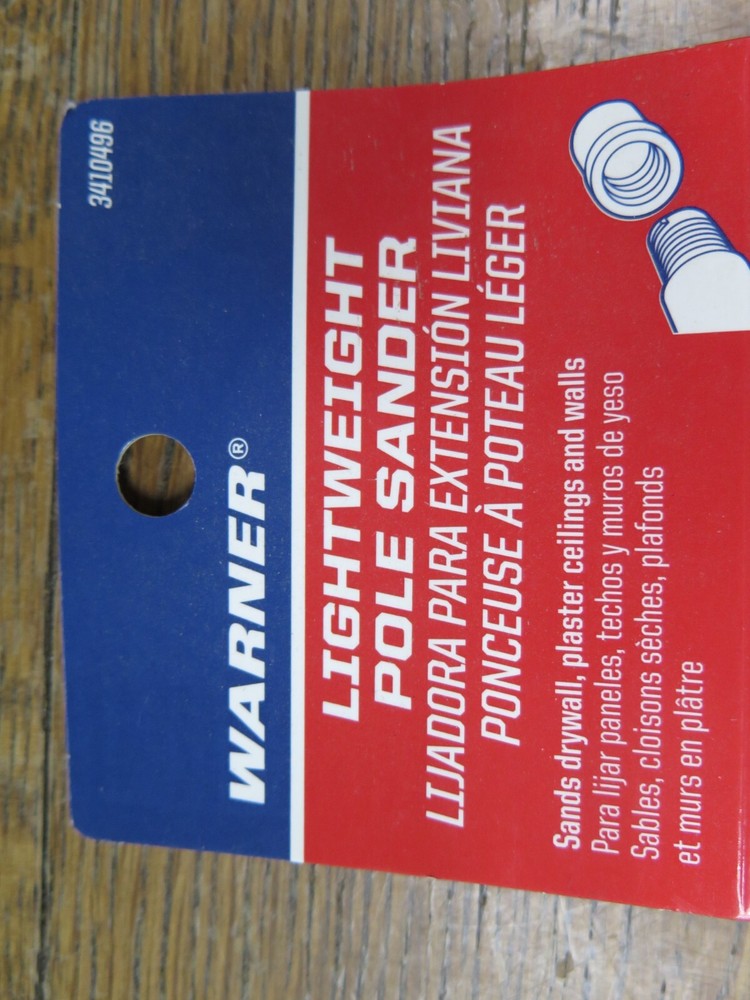 3410496
WARNER®
LIGHTWEIGHT
POLE SANDER
LIJADORA PARA EXTENSIÓN LIVIANA
PONCEUSE À POTEAU LÉGER
Sands drywall, plaster ceilings and walls
Para lijar paneles, techos y muros de yeso
Sables, cloisons sèches, plafonds
et murs en plâtre